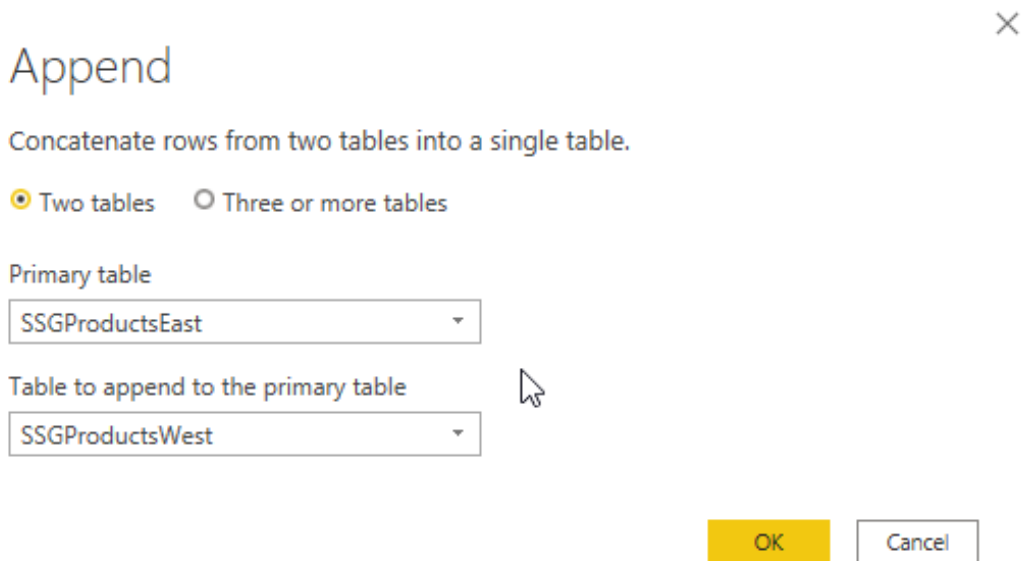 Append
Concatenate rows from two tables into a single table.
Two tables Three or more tables
Primary table
SSGProductsEast
Table to append to the primary table
SSGProductsWest
OK Cancel